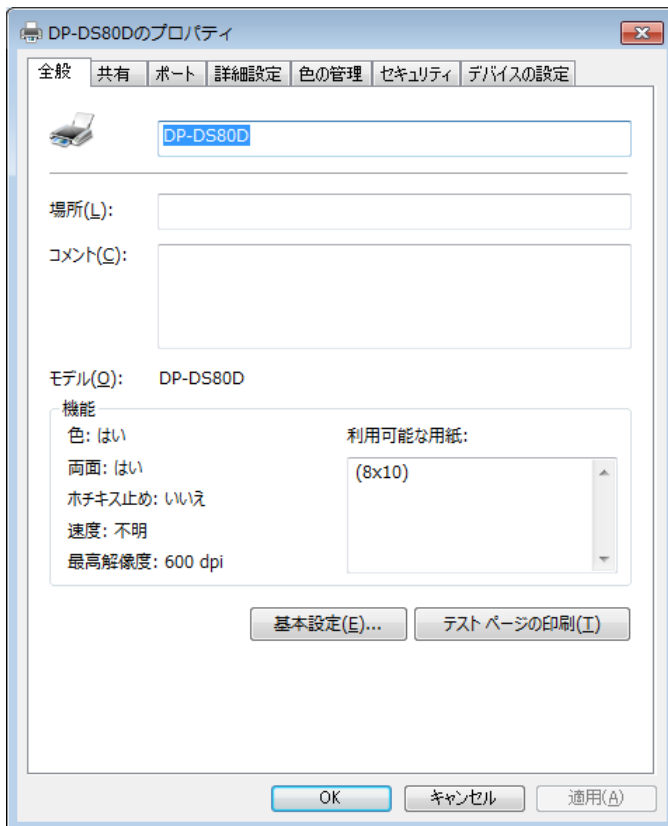 DP-DS80Dのプロパティ
全般 共有 ポート 詳細設定 色の管理 セキュリティ デバイスの設定
DP-DS80D
場所(L):
コメント(C):
モデル(O): DP-DS80D
機能
色: はい
利用可能な用紙:
両面: はい
(8x10)
ホチキス止め: いいえ
速度: 不明
最高解像度: 600 dpi
基本設定(E)... テスト ページの印刷(T)
OK キャンセル 適用(A)